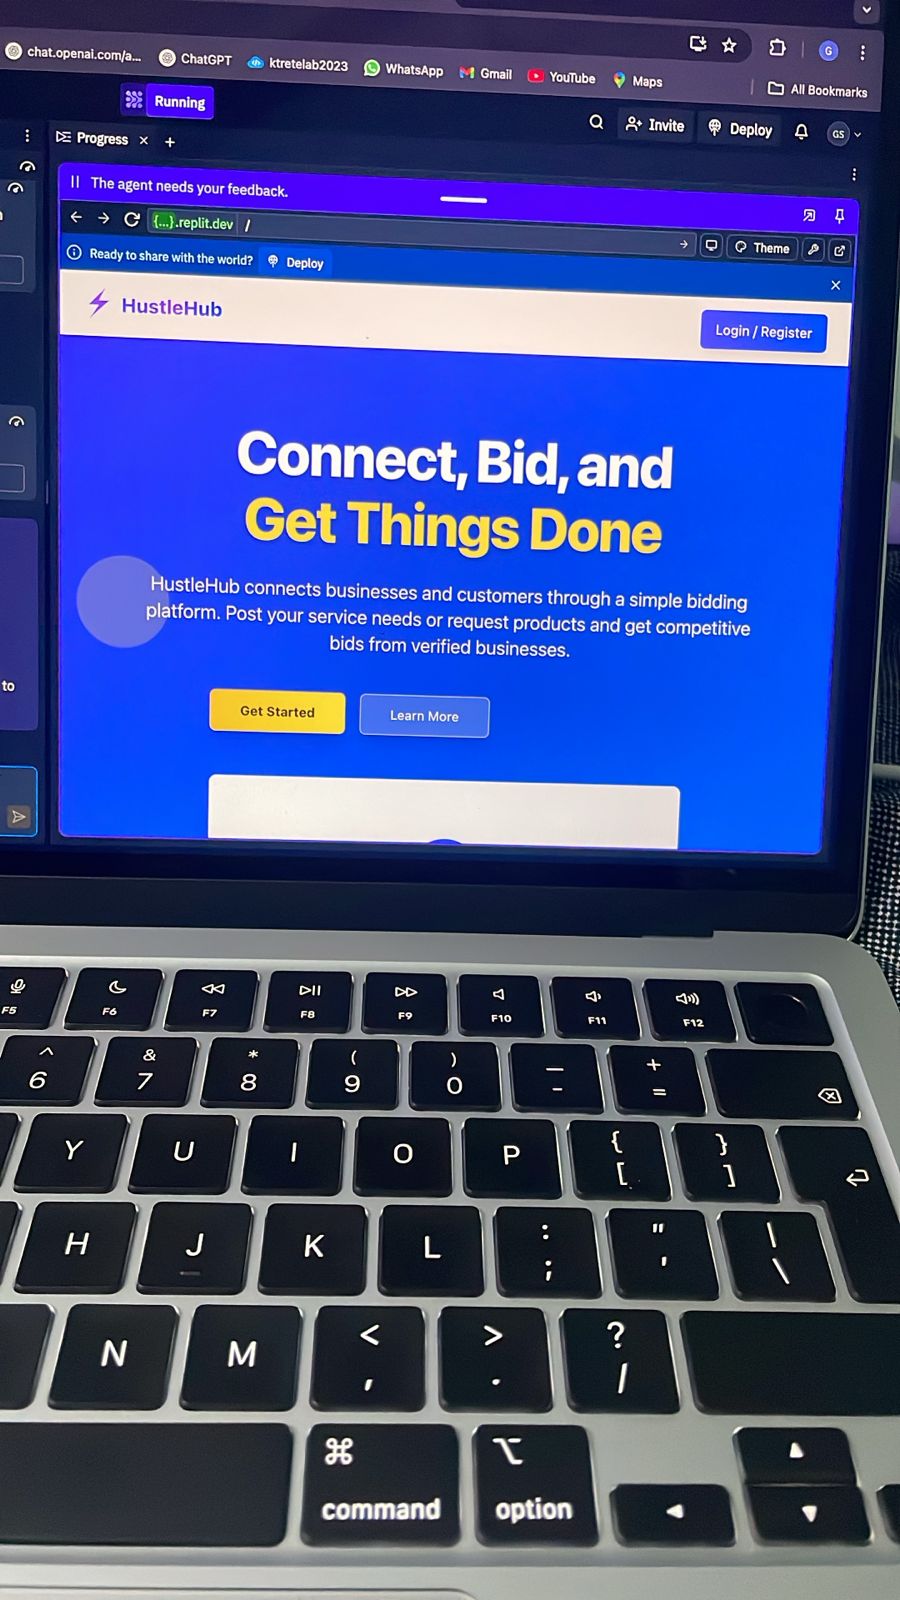 chat.openai.com/a...
ChatGPT
ktretelab2023
WhatsApp
Gmail
YouTube
Maps
G
All Bookmarks
Running
Invite
Deploy
GS
Progress
The agent needs your feedback.
{...}.replit.dev /
Theme
Ready to share with the world?
Deploy
HustleHub
Login / Register
Connect, Bid, and
Get Things Done
HustleHub connects businesses and customers through a simple bidding
platform. Post your service needs or request products and get competitive
bids from verified businesses.
to
Get Started
Learn More
F5 F6 F7 F8 F9 F10 F11 F12
^ & * ( ) — +
6 7 8 9 0 - =
Y U I O P { }
[ ]
H J K L : " |
; ' \
N M < > ?
, . /
⌘ ⌥
command option